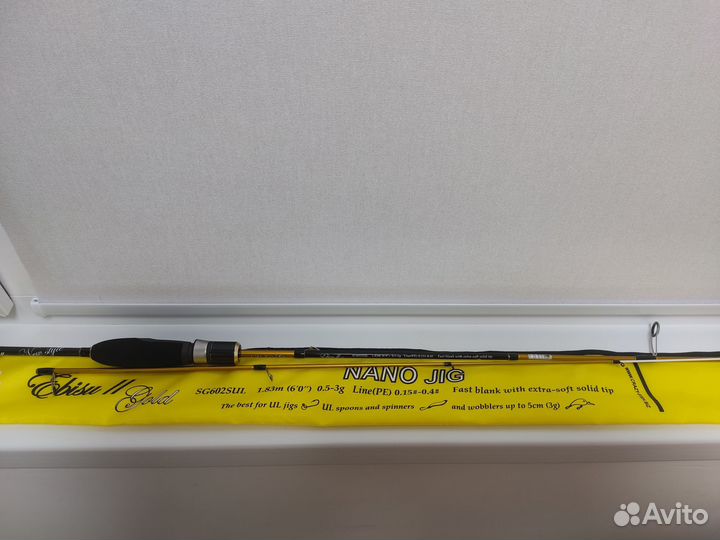 New Style
NANO JIG
Ebisu II
Gold
SG602SUL 1.83m (6'0") 0.5-3g Line(PE) 0.15#-0.4# Fast blank with extra-soft solid tip
The best for UL jigs UL spoons and spinners and wobblers up to 5cm (3g)
Avito